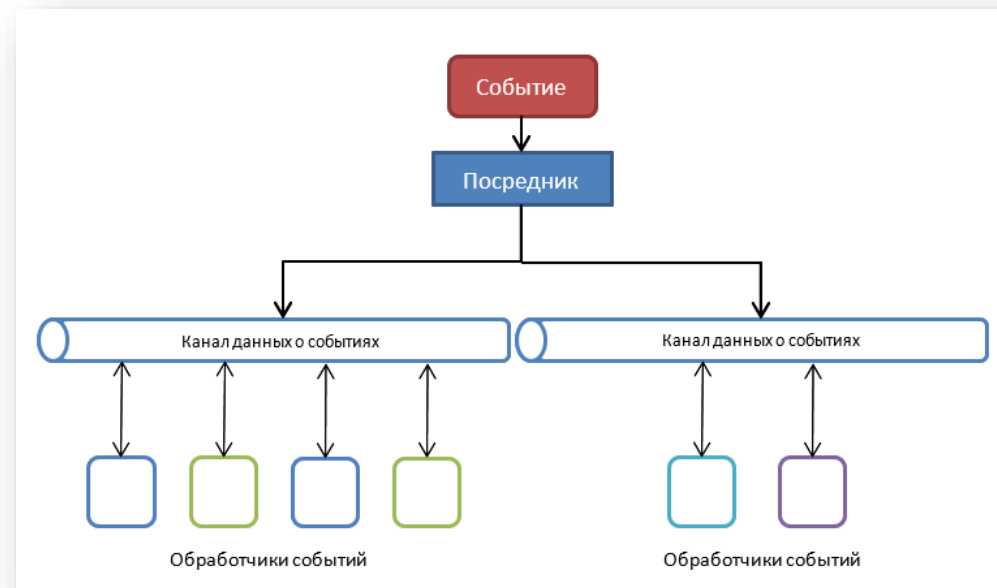 Событие
Посредник
Канал данных о событиях
Канал данных о событиях
Обработчики событий
Обработчики событий